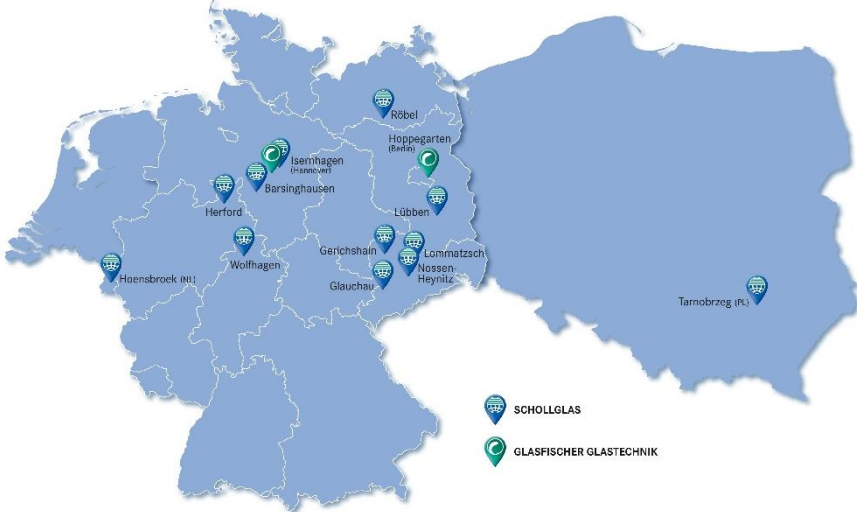 Röbel
Hoppegarten
(Berlin)
Isernhagen
(Hannover)
Barsinghausen
Herford
Lübben
Wolfhagen
Gerichshain
Lommatzsch
Nossen-
Heynitz
Hoensbroek (NL)
Glauchau
Tarnobrzeg (PL)
SCHOLLGLAS
GLASFISCHER GLASTECHNIK